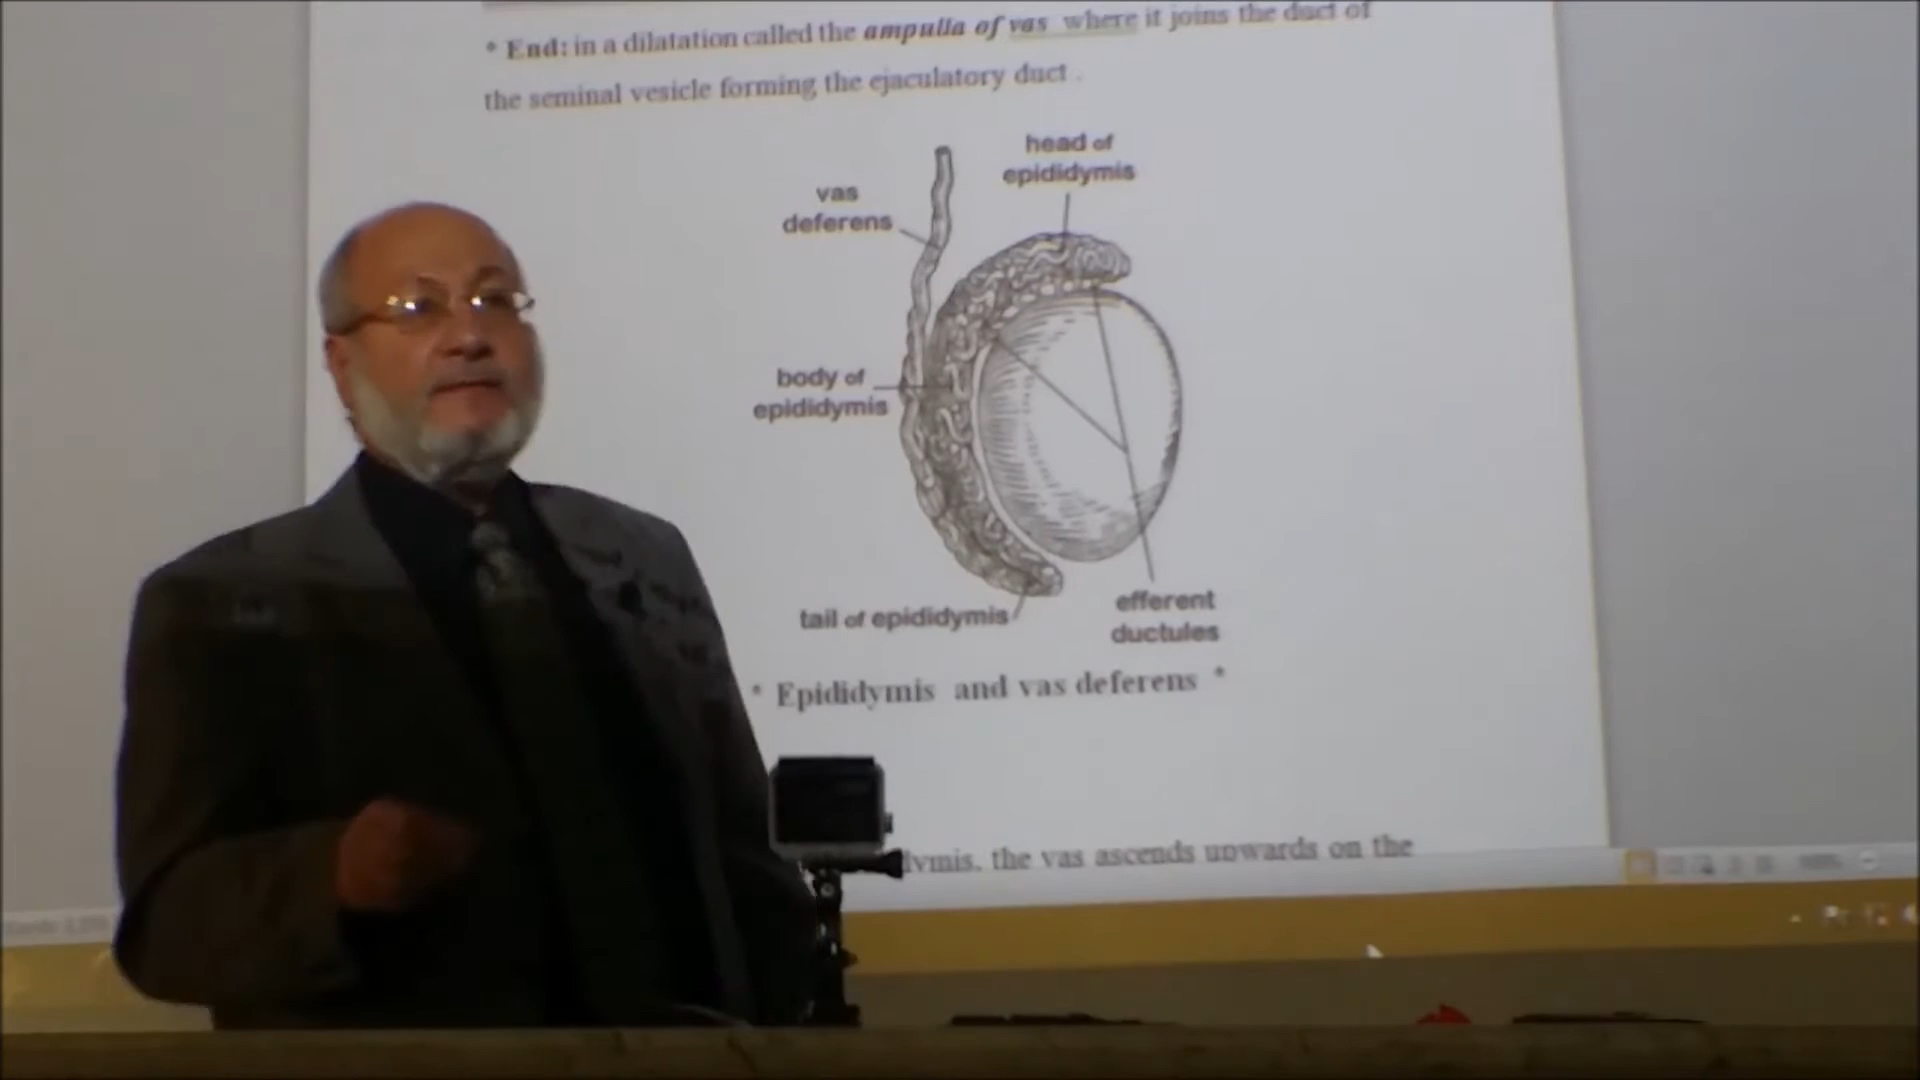 * End: in a dilatation called the ampulla of vas where it joins the duct of
the seminal vesicle forming the ejaculatory duct .
head of
epididymis
vas
deferens
body of
epididymis
tail of epididymis
efferent
ductules
* Epididymis and vas deferens *
the vas ascends upwards on the